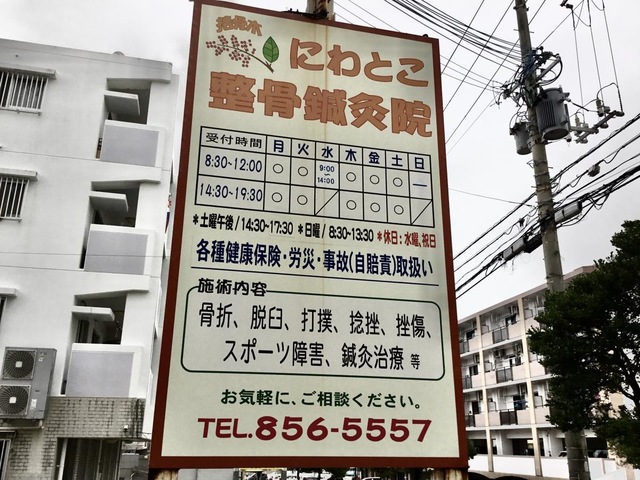 接骨木
にわとこ
整骨鍼灸院
受付時間 月 火 水 木 金 土 日
8:30~12:00 ○ ○ 9:00~14:00 ○ ○ ○ ー
14:30~19:30 ○ ○ / ○ ○ ○ /
*土曜午後/14:30~17:30 *日曜/8:30~13:30 *休日:水曜、祝日
各種健康保険・労災・事故(自賠責)取扱い
施術内容
骨折、脱臼、打撲、捻挫、挫傷、
スポーツ障害、鍼灸治療 等
お気軽に、ご相談ください。
TEL.856-5557